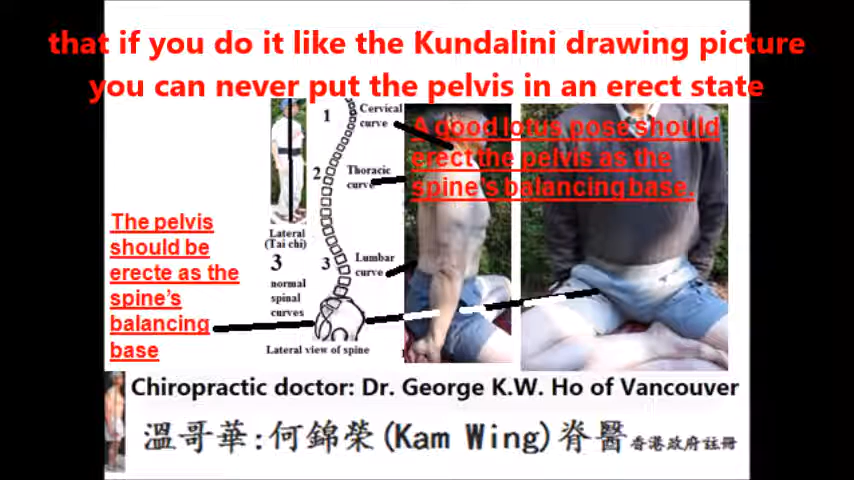 that if you do it like the Kundalini drawing picture
you can never put the pelvis in an erect state
A good lotus pose should
erect the pelvis as the
spine's balancing base.
1
Cervical
curve
2
Thoracic
curve
3
Lumbar
curve
Lateral
(Tai chi)
3
normal
spinal
curves
Lateral view of spine
The pelvis
should be
erecte as the
spine's
balancing
base
Chiropractic doctor: Dr. George K.W. Ho of Vancouver
溫哥華:何錦榮(Kam Wing)脊醫香港政府註冊